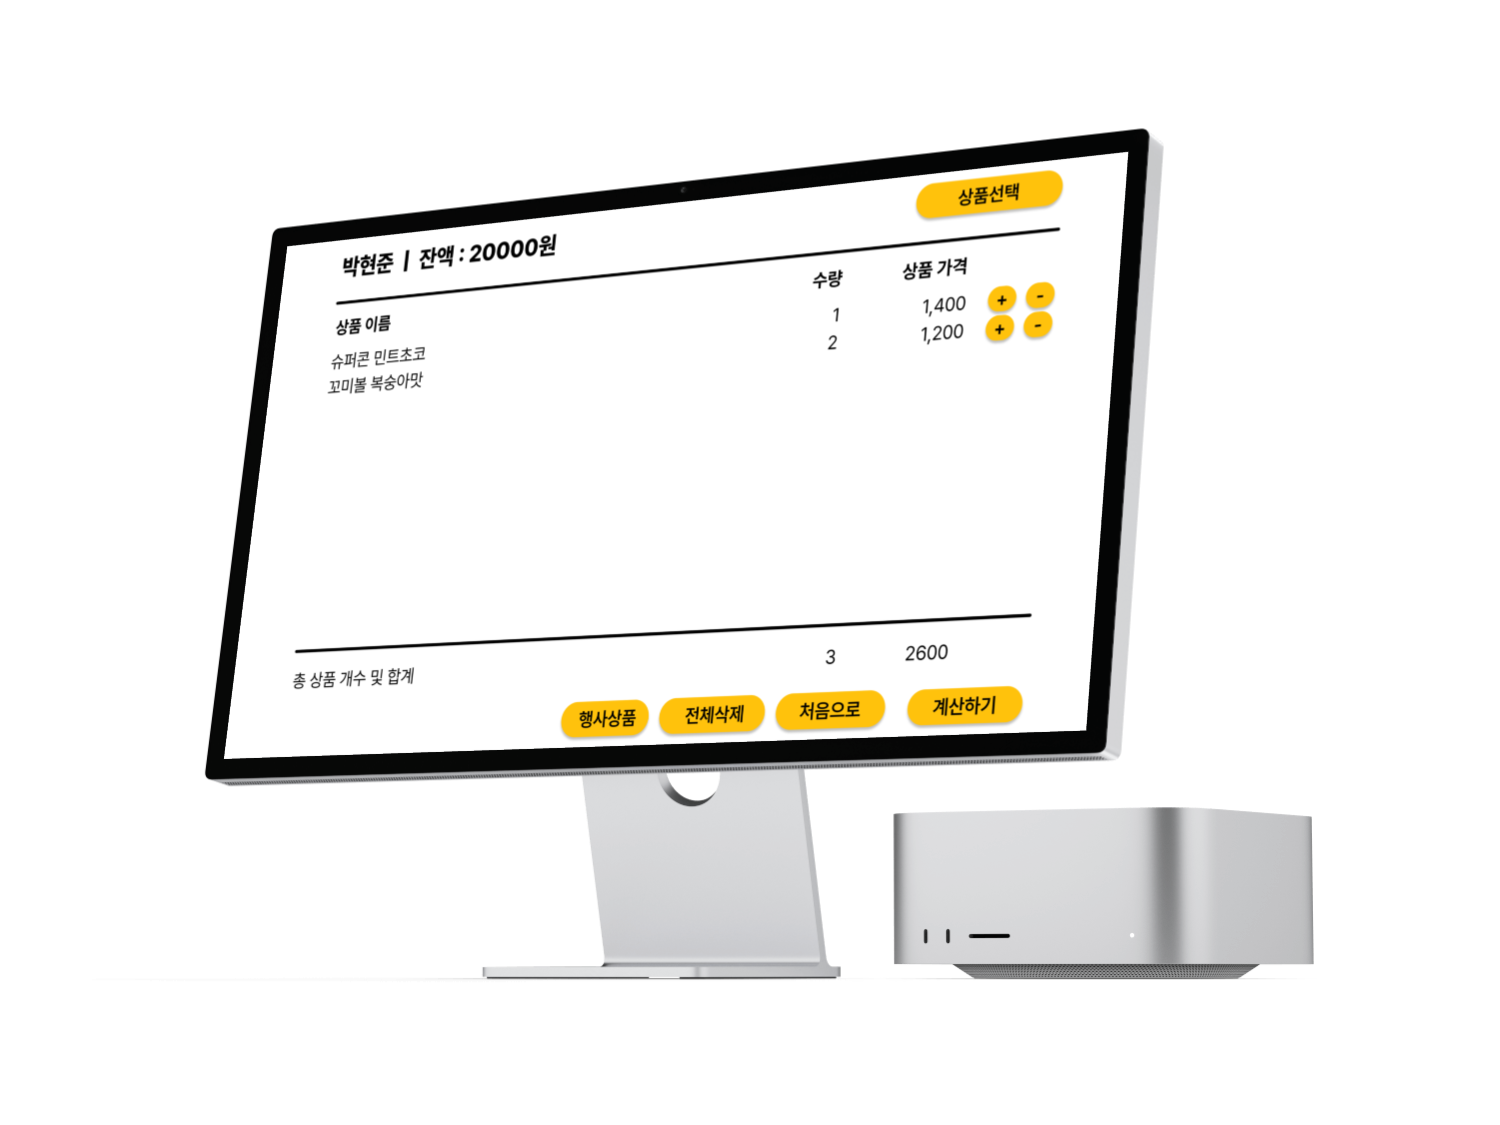 상품선택
박현준 | 잔액 : 20000원
상품 이름 수량 상품 가격
슈퍼콘 민트초코 1 1,400 + -
꼬미볼 복숭아맛 2 1,200 + -
총 상품 개수 및 합계 3 2600
행사상품 전체삭제 처음으로 계산하기